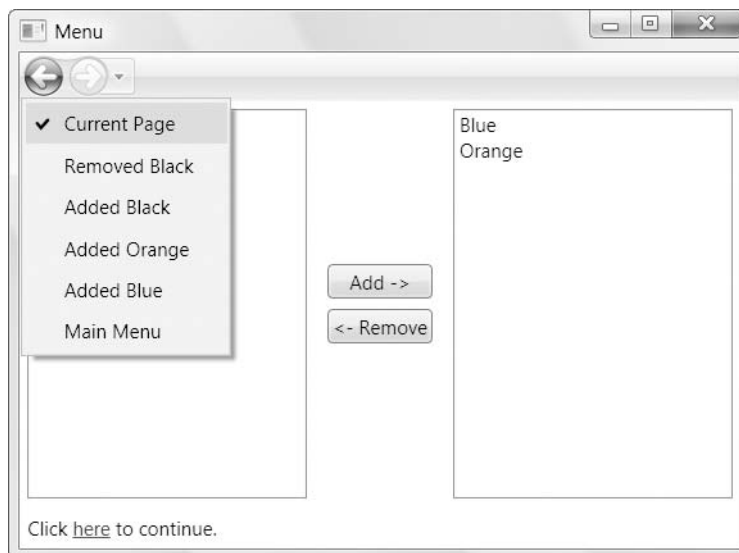 Menu
Current Page
Removed Black
Added Black
Added Orange
Added Blue
Main Menu
Add ->
<- Remove
Blue
Orange
Click here to continue.